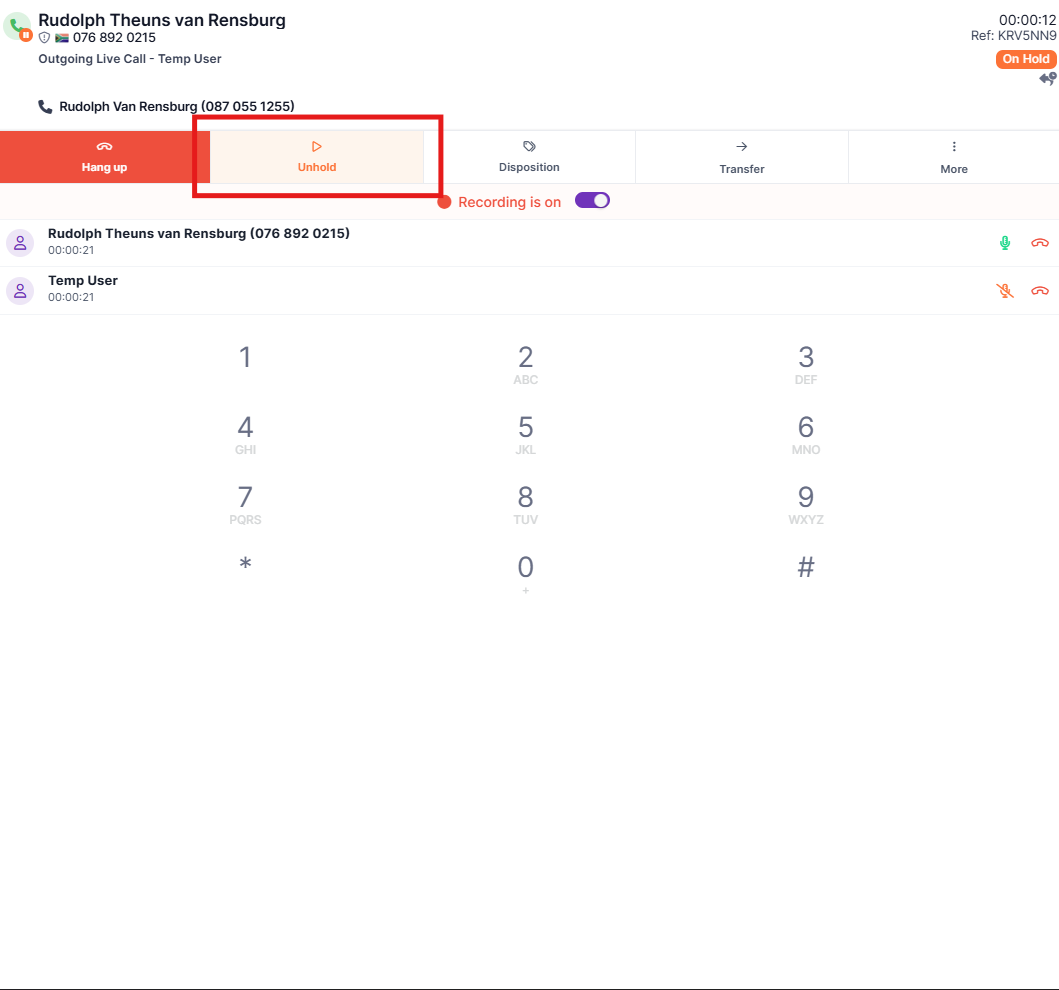 Rudolph Theuns van Rensburg
00:00:12
076 892 0215
Ref: KRV5NN9
Outgoing Live Call - Temp User
On Hold
Rudolph Van Rensburg (087 055 1255)
Hang up
Unhold
Disposition
Transfer
More
Recording is on
Rudolph Theuns van Rensburg (076 892 0215)
00:00:21
Temp User
00:00:21
1
2
3
ABC
DEF
4
5
6
GHI
JKL
MNO
7
8
9
PQRS
TUV
WXYZ
*
0
#
+